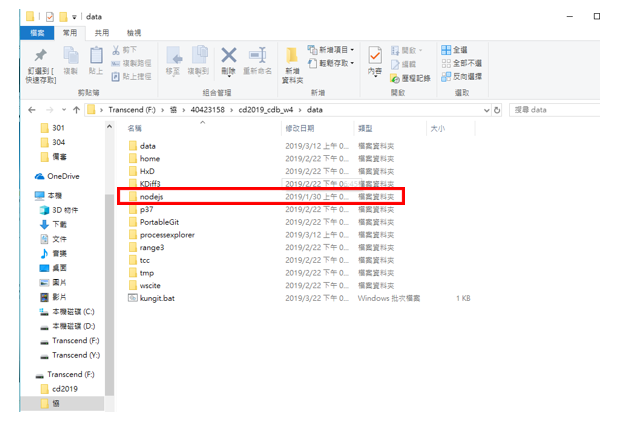 data
檔案 常用 共用 檢視
釘選到 [快速存取] 複製 貼上 剪下 複製路徑 貼上捷徑
移至 複製到 刪除 重新命名
新增資料夾 新增項目 輕鬆存取
內容 開啟 編輯 歷程記錄
全選 全部不選 反向選擇
剪貼簿 組合管理 新增 開啟 選取
Transcend (F:) > 協 > 40423158 > cd2019_cdb_w4 > data 搜尋 data
301
304
備審
OneDrive
本機
3D 物件
下載
文件
音樂
桌面
圖片
影片
本機磁碟 (C:)
本機磁碟 (D:)
Transcend (F:)
Transcend (Y:)
Transcend (F:)
cd2019
協
名稱 修改日期 類型 大小
data 2019/3/12 上午 0... 檔案資料夾
home 2019/2/22 下午 0... 檔案資料夾
HxD 2019/2/22 下午 0... 檔案資料夾
KDiff3 2019/2/22 下午 0... 檔案資料夾
nodejs 2019/1/30 上午 0... 檔案資料夾
p37 2019/2/22 下午 0... 檔案資料夾
PortableGit 2019/2/22 下午 0... 檔案資料夾
processexplorer 2019/3/12 下午 0... 檔案資料夾
range3 2019/2/22 下午 0... 檔案資料夾
tcc 2019/2/22 下午 0... 檔案資料夾
tmp 2019/2/22 下午 0... 檔案資料夾
wscite 2019/2/22 下午 0... 檔案資料夾
kungit.bat 2019/3/22 下午 0... Windows 批次檔案 1 KB